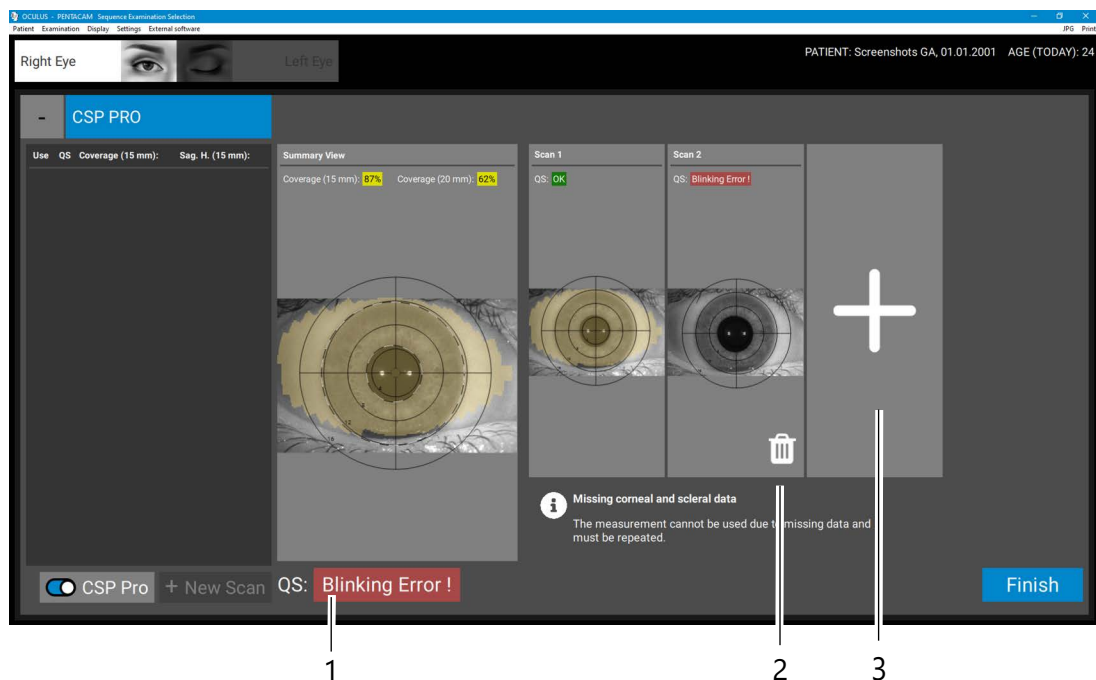 OCULUS - PENTACAM Sequence Examination Selection
Patient Examination Display Settings External software JPG Print
Right Eye Left Eye PATIENT: Screenshots GA, 01.01.2001 AGE (TODAY): 24
- CSP PRO
Use QS Coverage (15 mm): Sag. H. (15 mm):
Summary View
Coverage (15 mm): 87% Coverage (20 mm): 62%
Scan 1
QS: OK
Scan 2
QS: Blinking Error !
Missing corneal and scleral data
The measurement cannot be used due to missing data and
must be repeated.
CSP Pro + New Scan QS: Blinking Error ! Finish
1 2 3